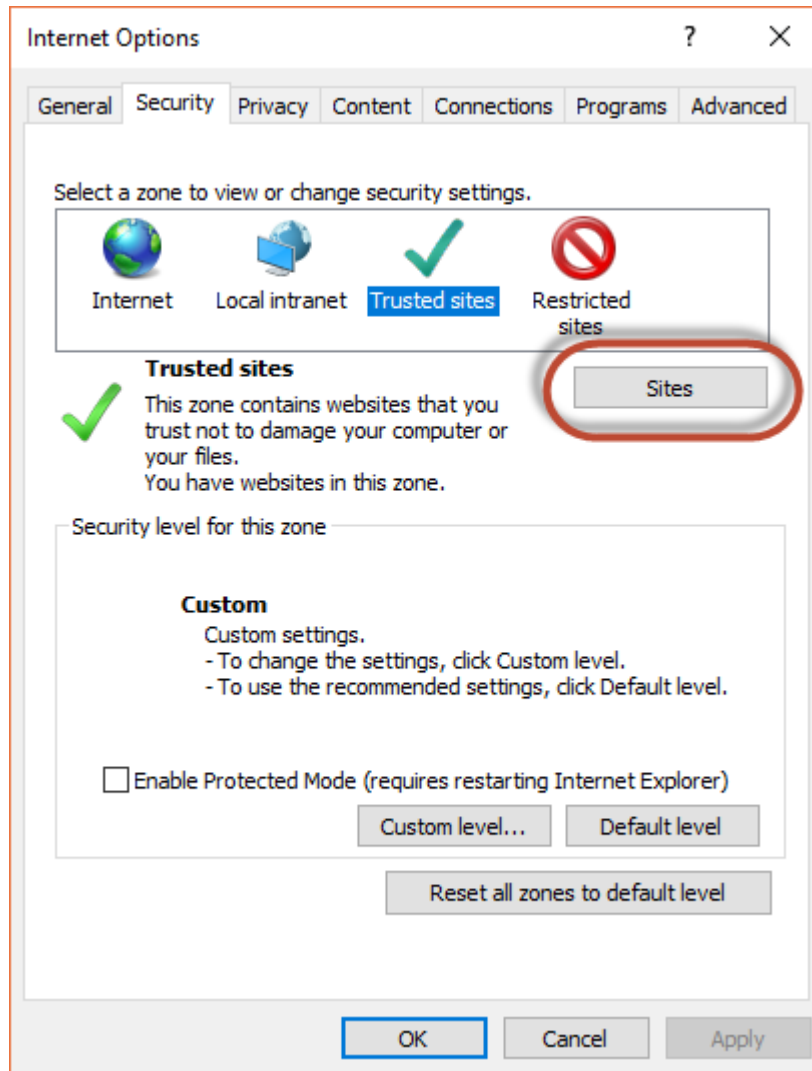 Internet Options
?
General Security Privacy Content Connections Programs Advanced
Select a zone to view or change security settings.
Internet Local intranet Trusted sites Restricted
sites
Trusted sites
Sites
This zone contains websites that you
trust not to damage your computer or
your files.
You have websites in this zone.
Security level for this zone
Custom
Custom settings.
- To change the settings, click Custom level.
- To use the recommended settings, click Default level.
Enable Protected Mode (requires restarting Internet Explorer)
Custom level... Default level
Reset all zones to default level
OK Cancel Apply